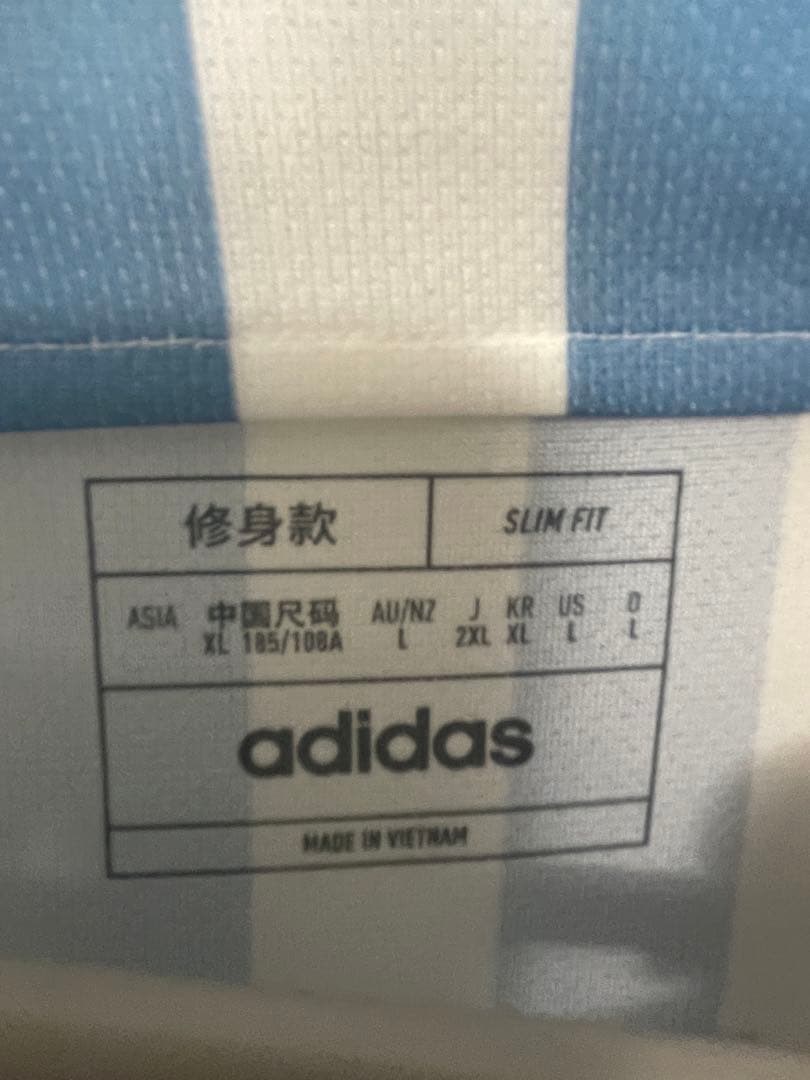 修身款 SLIM FIT
ASIA 中国尺码 AU/NZ J KR US D
XL 185/108A L 2XL XL L L
adidas
MADE IN VIETNAM